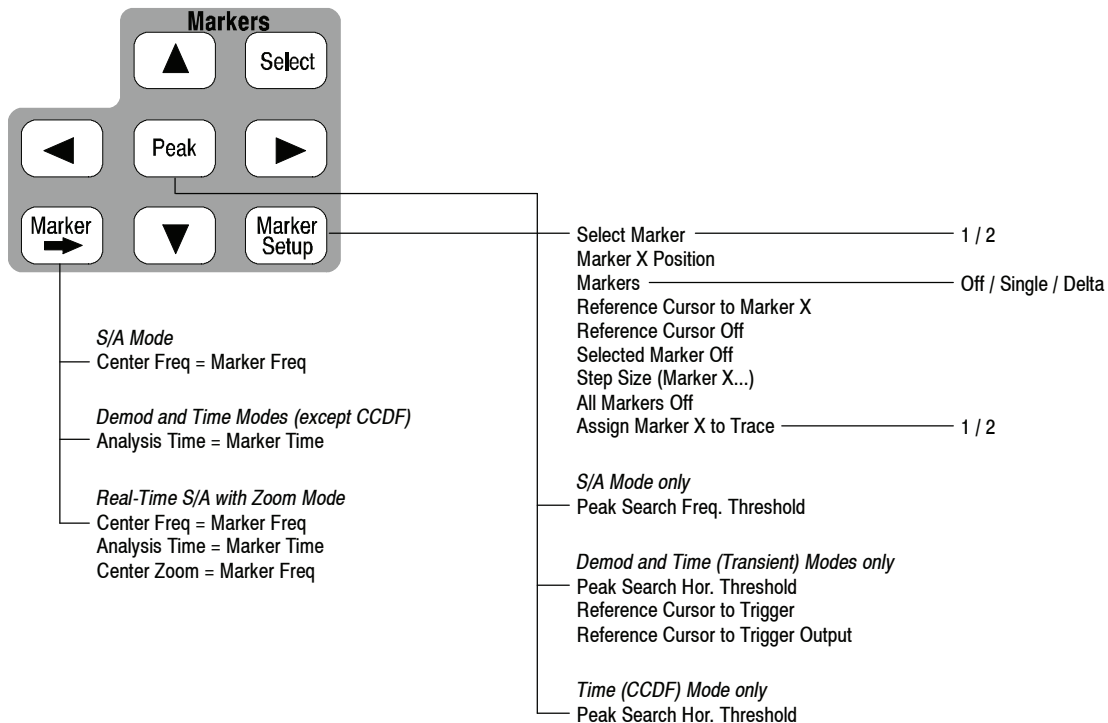 Markers
Select
Peak
Marker
Marker
Setup
Select Marker 1 / 2
Marker X Position
Markers Off / Single / Delta
Reference Cursor to Marker X
Reference Cursor Off
Selected Marker Off
Step Size (Marker X...)
All Markers Off
Assign Marker X to Trace 1 / 2
S/A Mode
Center Freq = Marker Freq
Demod and Time Modes (except CCDF)
Analysis Time = Marker Time
Real-Time S/A with Zoom Mode
Center Freq = Marker Freq
Analysis Time = Marker Time
Center Zoom = Marker Freq
S/A Mode only
Peak Search Freq. Threshold
Demod and Time (Transient) Modes only
Peak Search Hor. Threshold
Reference Cursor to Trigger
Reference Cursor to Trigger Output
Time (CCDF) Mode only
Peak Search Hor. Threshold